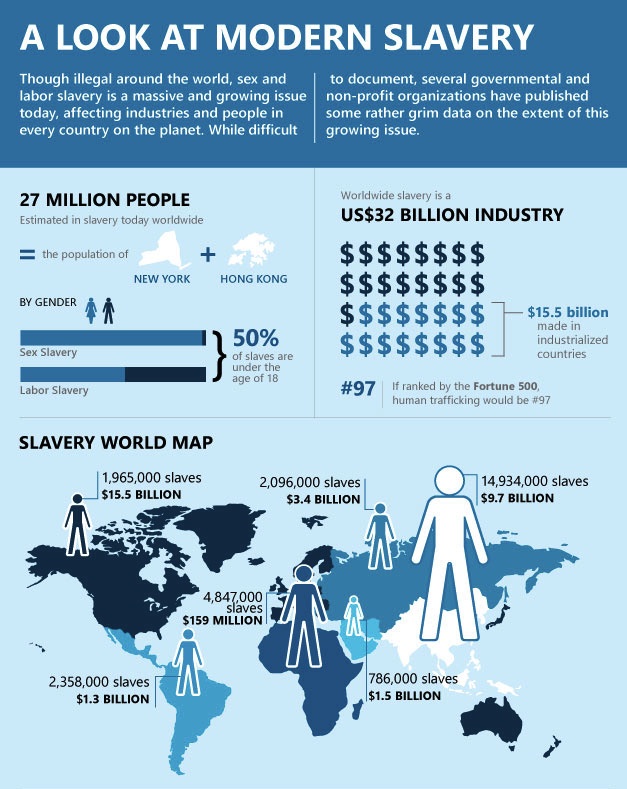 A LOOK AT MODERN SLAVERY
Though illegal around the world, sex and
labor slavery is a massive and growing issue
today, affecting industries and people in
every country on the planet. While difficult
to document, several governmental and
non-profit organizations have published
some rather grim data on the extent of this
growing issue.
27 MILLION PEOPLE
Estimated in slavery today worldwide
= the population of
+
NEW YORK
HONG KONG
BY GENDER
Sex Slavery
Labor Slavery
}
50%
of slaves are
under the
age of 18
Worldwide slavery is a
US$32 BILLION INDUSTRY
$$$$$$$$
$$$$$$$$
$$$$$$$$
$$$$$$$$
$15.5 billion
made in
industrialized
countries
#97
If ranked by the Fortune 500,
human trafficking would be #97
SLAVERY WORLD MAP
1,965,000 slaves
$15.5 BILLION
2,096,000 slaves
$3.4 BILLION
14,934,000 slaves
$9.7 BILLION
4,847,000
slaves
$159 MILLION
2,358,000 slaves
$1.3 BILLION
786,000 slaves
$1.5 BILLION